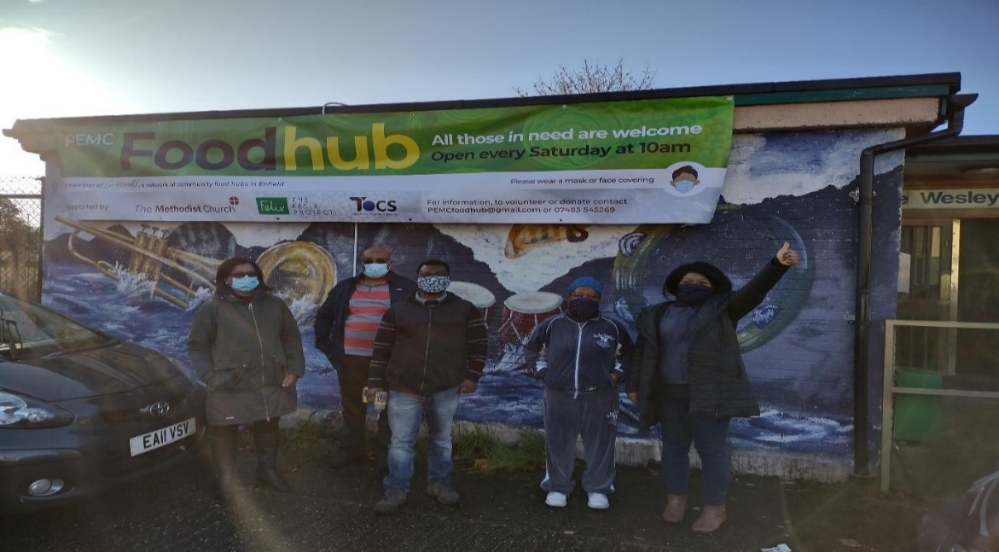 PEMC
Foodhub
All those in need are welcome
Open every Saturday at 10am
a member of
, a network of community food hubs in Enfield
Please wear a mask or face covering
supported by
The Methodist Church
Felix
THE
FELIX
PROJECT
TOCS
For information, to volunteer or donate contact
PEMCfoodhub@gmail.com or 07485 545269
Wesley
EA11 VSV